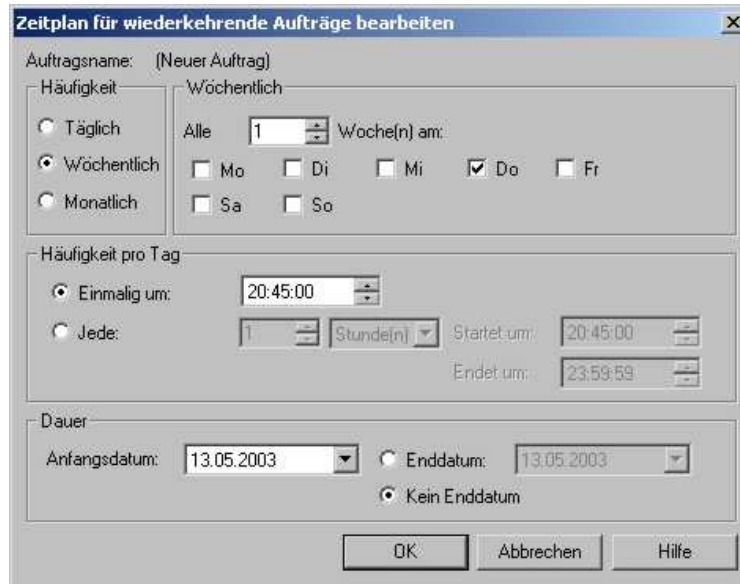 Zeitplan für wiederkehrende Aufträge bearbeiten
Auftragsname: (Neuer Auftrag)
Häufigkeit
Täglich
Wöchentlich
Monatlich
Wöchentlich
Alle 1 Woche(n) am:
Mo Di Mi Do Fr
Sa So
Häufigkeit pro Tag
Einmalig um: 20:45:00
Jede: 1 Stunde(n) Startet um: 20:45:00
Endet um: 23:59:59
Dauer
Anfangsdatum: 13.05.2003 Enddatum: 13.05.2003
Kein Enddatum
OK Abbrechen Hilfe